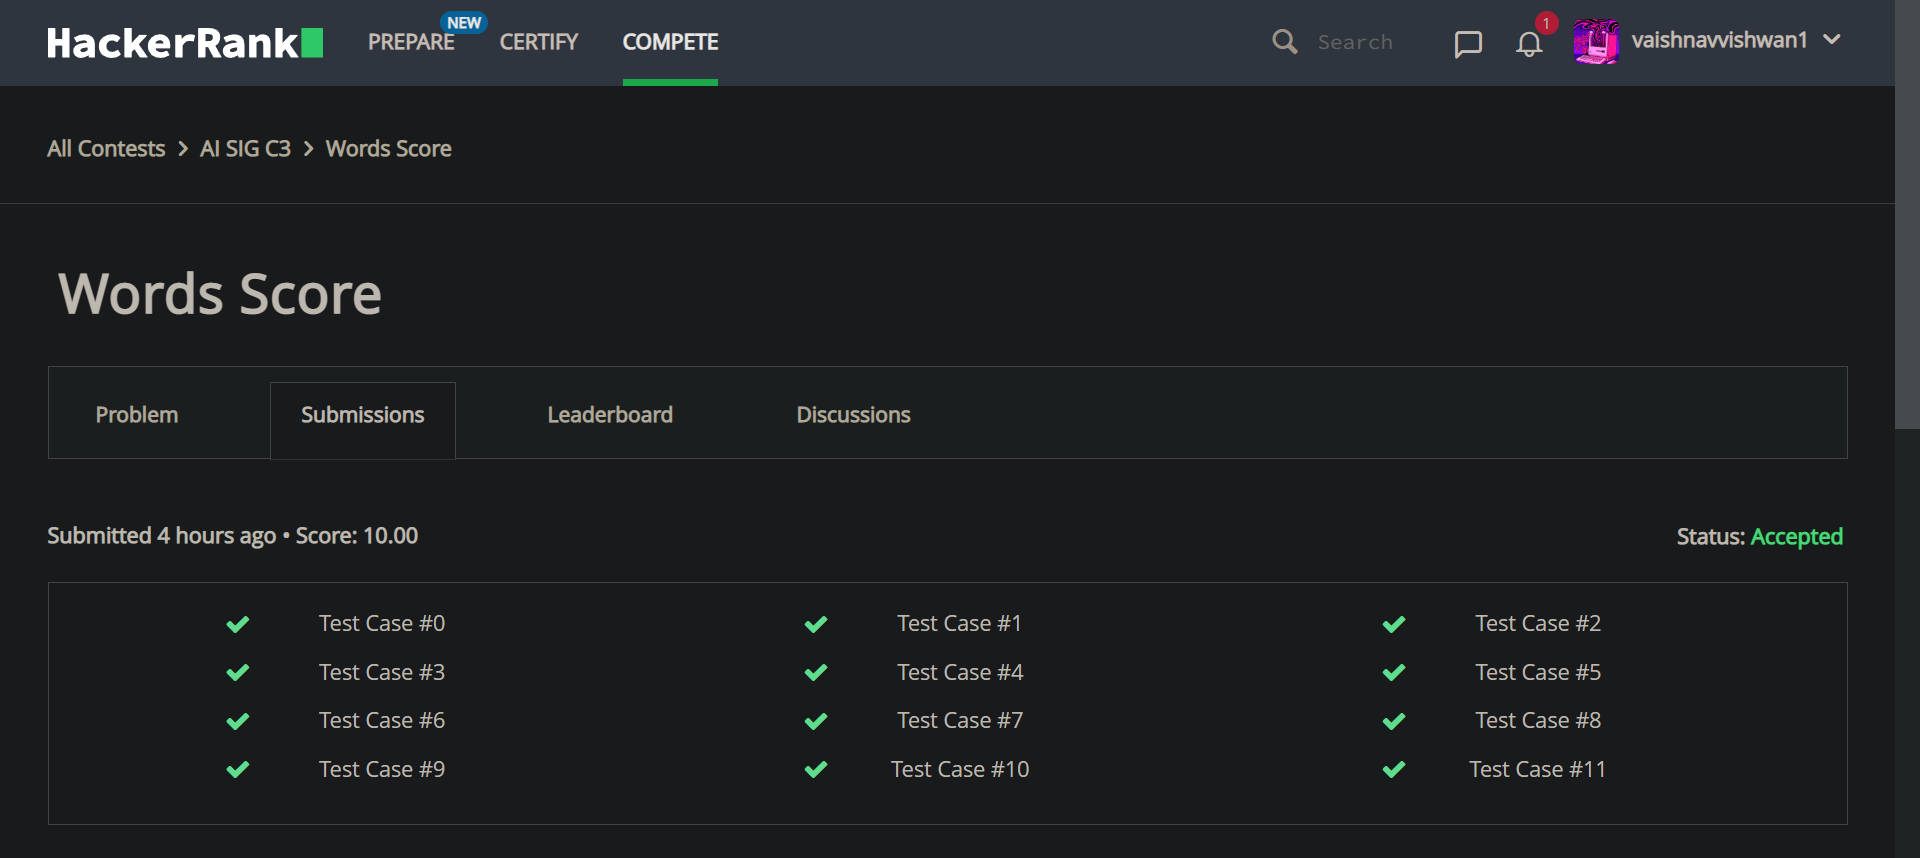 HackerRank PREPARE NEW CERTIFY COMPETE Search 1 vaishnavvishwan1
All Contests > AI SIG C3 > Words Score
Words Score
Problem Submissions Leaderboard Discussions
Submitted 4 hours ago • Score: 10.00 Status: Accepted
Test Case #0 Test Case #1 Test Case #2
Test Case #3 Test Case #4 Test Case #5
Test Case #6 Test Case #7 Test Case #8
Test Case #9 Test Case #10 Test Case #11